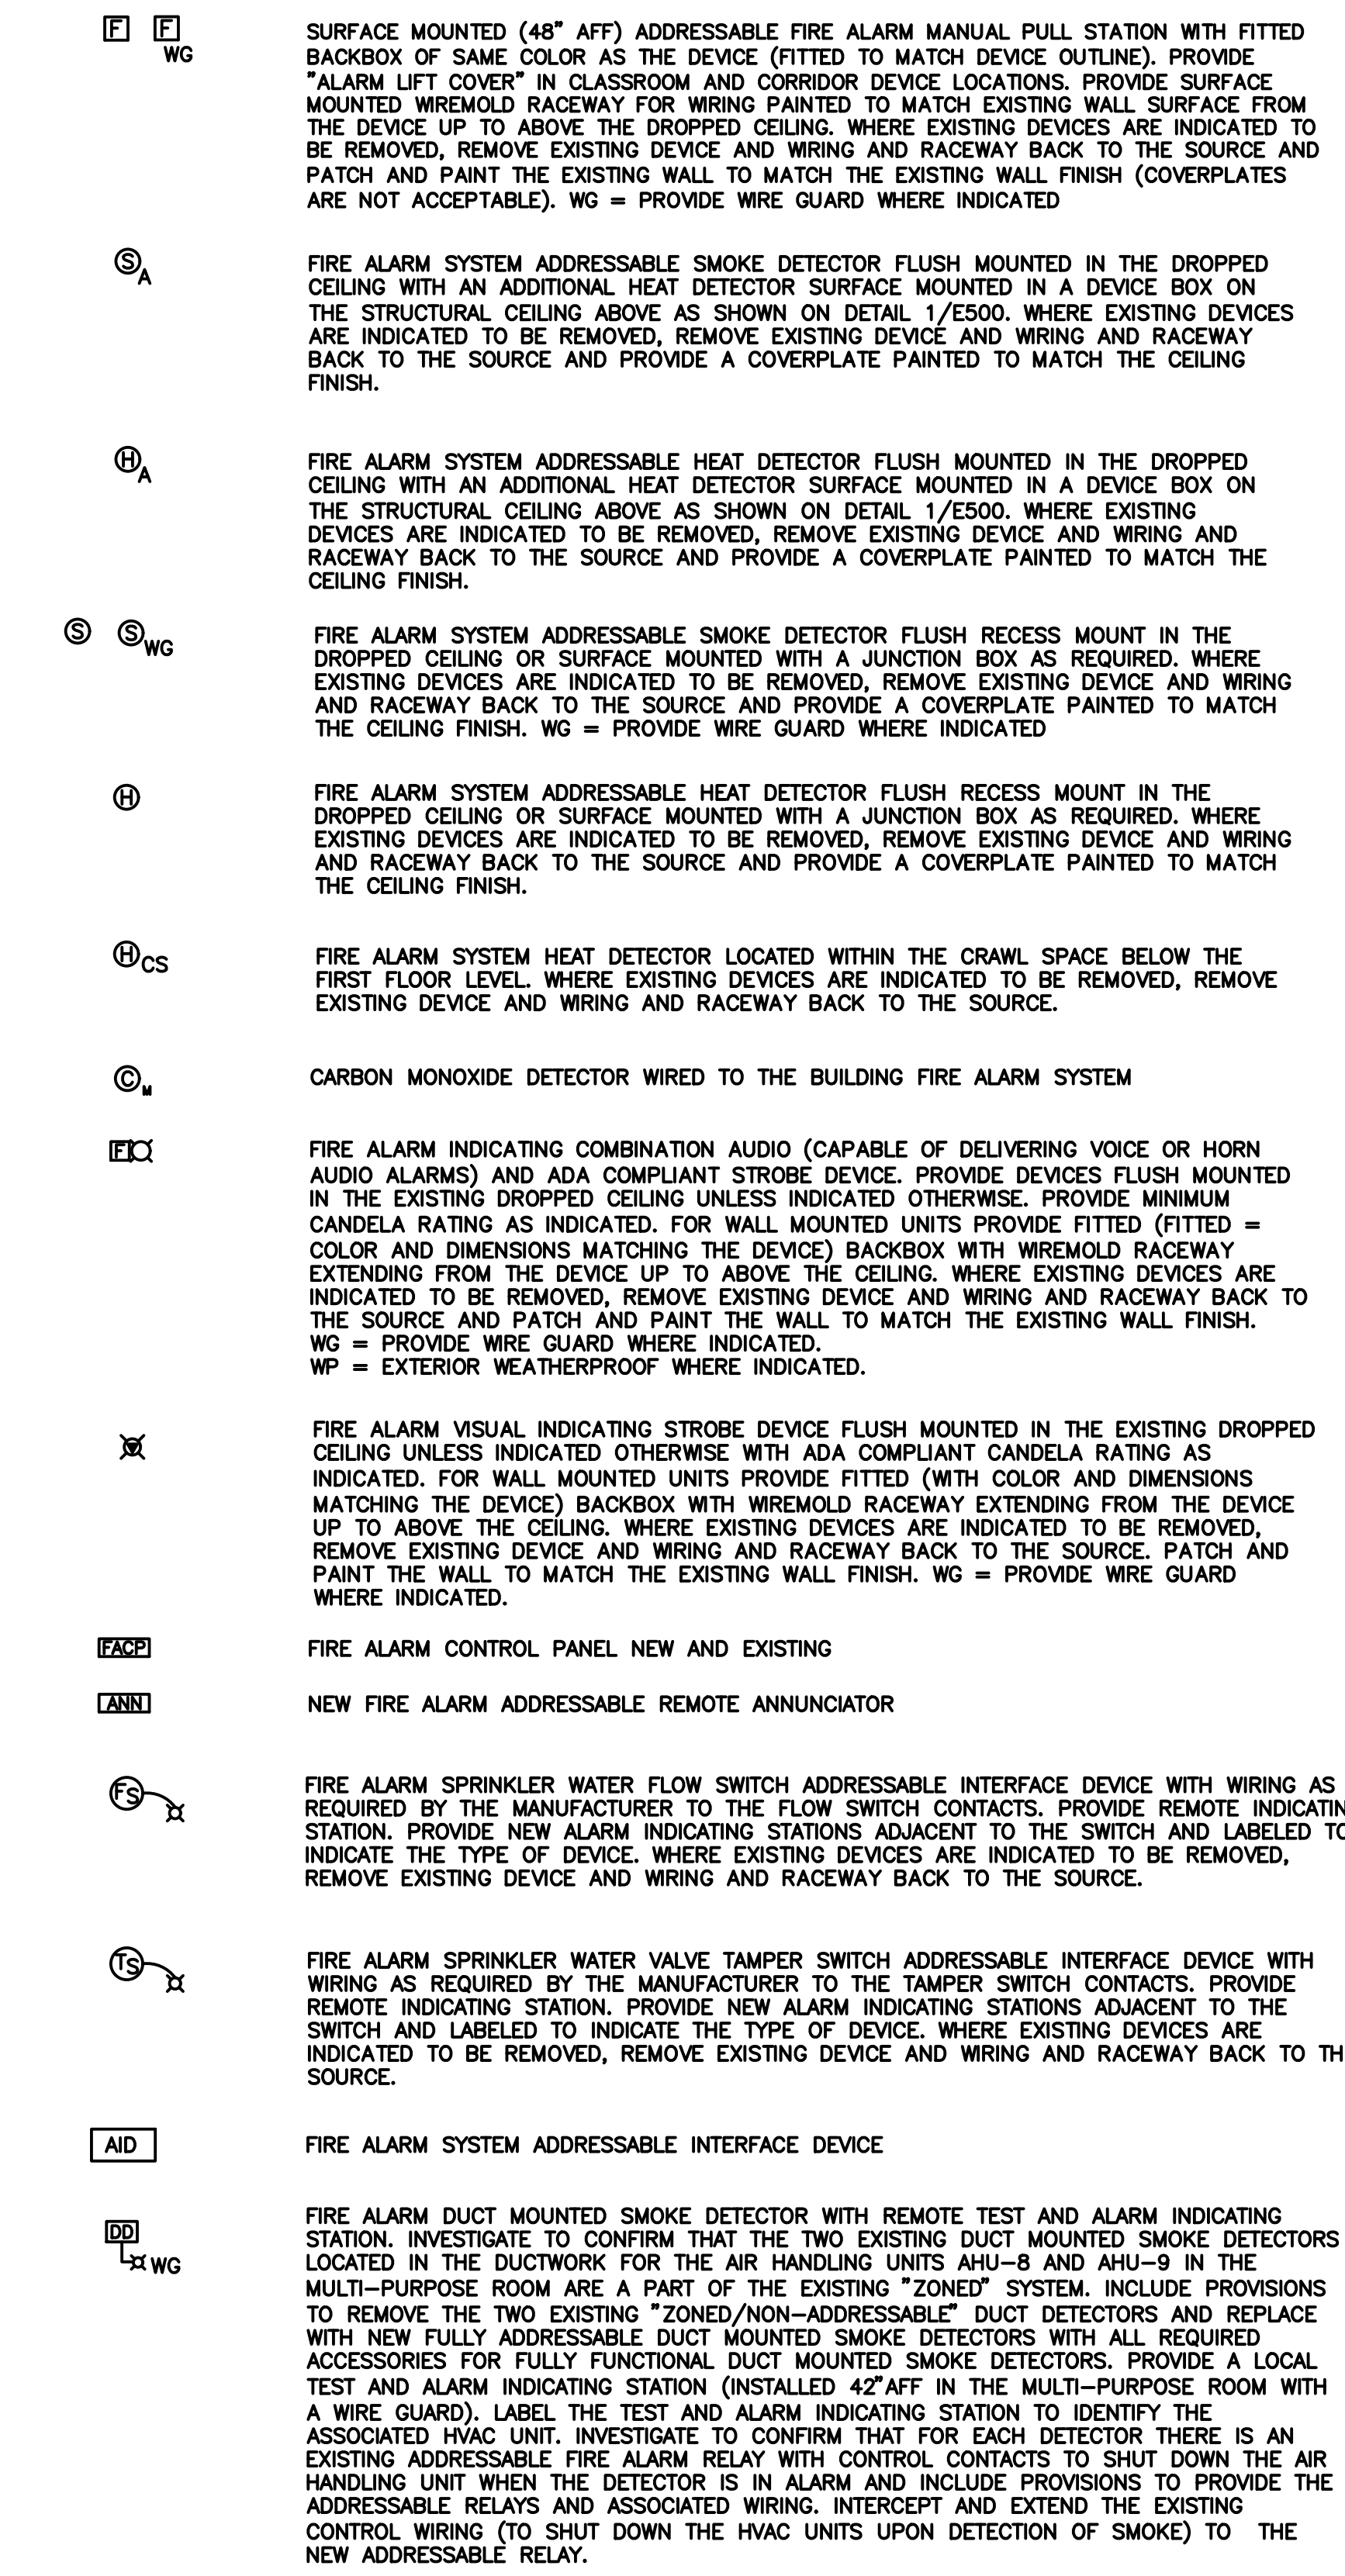 F F
WG
SURFACE MOUNTED (48" AFF) ADDRESSABLE FIRE ALARM MANUAL PULL STATION WITH FITTED
BACKBOX OF SAME COLOR AS THE DEVICE (FITTED TO MATCH DEVICE OUTLINE). PROVIDE
"ALARM LIFT COVER" IN CLASSROOM AND CORRIDOR DEVICE LOCATIONS. PROVIDE SURFACE
MOUNTED WIREMOLD RACEWAY FOR WIRING PAINTED TO MATCH EXISTING WALL SURFACE FROM
THE DEVICE UP TO ABOVE THE DROPPED CEILING. WHERE EXISTING DEVICES ARE INDICATED TO
BE REMOVED, REMOVE EXISTING DEVICE AND WIRING AND RACEWAY BACK TO THE SOURCE AND
PATCH AND PAINT THE EXISTING WALL TO MATCH THE EXISTING WALL FINISH (COVERPLATES
ARE NOT ACCEPTABLE). WG = PROVIDE WIRE GUARD WHERE INDICATED
S A
FIRE ALARM SYSTEM ADDRESSABLE SMOKE DETECTOR FLUSH MOUNTED IN THE DROPPED
CEILING WITH AN ADDITIONAL HEAT DETECTOR SURFACE MOUNTED IN A DEVICE BOX ON
THE STRUCTURAL CEILING ABOVE AS SHOWN ON DETAIL 1/E500. WHERE EXISTING DEVICES
ARE INDICATED TO BE REMOVED, REMOVE EXISTING DEVICE AND WIRING AND RACEWAY
BACK TO THE SOURCE AND PROVIDE A COVERPLATE PAINTED TO MATCH THE CEILING
FINISH.
H A
FIRE ALARM SYSTEM ADDRESSABLE HEAT DETECTOR FLUSH MOUNTED IN THE DROPPED
CEILING WITH AN ADDITIONAL HEAT DETECTOR SURFACE MOUNTED IN A DEVICE BOX ON
THE STRUCTURAL CEILING ABOVE AS SHOWN ON DETAIL 1/E500. WHERE EXISTING
DEVICES ARE INDICATED TO BE REMOVED, REMOVE EXISTING DEVICE AND WIRING AND
RACEWAY BACK TO THE SOURCE AND PROVIDE A COVERPLATE PAINTED TO MATCH THE
CEILING FINISH.
S S WG
FIRE ALARM SYSTEM ADDRESSABLE SMOKE DETECTOR FLUSH RECESS MOUNT IN THE
DROPPED CEILING OR SURFACE MOUNTED WITH A JUNCTION BOX AS REQUIRED. WHERE
EXISTING DEVICES ARE INDICATED TO BE REMOVED, REMOVE EXISTING DEVICE AND WIRING
AND RACEWAY BACK TO THE SOURCE AND PROVIDE A COVERPLATE PAINTED TO MATCH
THE CEILING FINISH. WG = PROVIDE WIRE GUARD WHERE INDICATED
H
FIRE ALARM SYSTEM ADDRESSABLE HEAT DETECTOR FLUSH RECESS MOUNT IN THE
DROPPED CEILING OR SURFACE MOUNTED WITH A JUNCTION BOX AS REQUIRED. WHERE
EXISTING DEVICES ARE INDICATED TO BE REMOVED, REMOVE EXISTING DEVICE AND WIRING
AND RACEWAY BACK TO THE SOURCE AND PROVIDE A COVERPLATE PAINTED TO MATCH
THE CEILING FINISH.
H CS
FIRE ALARM SYSTEM HEAT DETECTOR LOCATED WITHIN THE CRAWL SPACE BELOW THE
FIRST FLOOR LEVEL. WHERE EXISTING DEVICES ARE INDICATED TO BE REMOVED, REMOVE
EXISTING DEVICE AND WIRING AND RACEWAY BACK TO THE SOURCE.
C M
CARBON MONOXIDE DETECTOR WIRED TO THE BUILDING FIRE ALARM SYSTEM
F
FIRE ALARM INDICATING COMBINATION AUDIO (CAPABLE OF DELIVERING VOICE OR HORN
AUDIO ALARMS) AND ADA COMPLIANT STROBE DEVICE. PROVIDE DEVICES FLUSH MOUNTED
IN THE EXISTING DROPPED CEILING UNLESS INDICATED OTHERWISE. PROVIDE MINIMUM
CANDELA RATING AS INDICATED. FOR WALL MOUNTED UNITS PROVIDE FITTED (FITTED =
COLOR AND DIMENSIONS MATCHING THE DEVICE) BACKBOX WITH WIREMOLD RACEWAY
EXTENDING FROM THE DEVICE UP TO ABOVE THE CEILING. WHERE EXISTING DEVICES ARE
INDICATED TO BE REMOVED, REMOVE EXISTING DEVICE AND WIRING AND RACEWAY BACK TO
THE SOURCE AND PATCH AND PAINT THE WALL TO MATCH THE EXISTING WALL FINISH.
WG = PROVIDE WIRE GUARD WHERE INDICATED.
WP = EXTERIOR WEATHERPROOF WHERE INDICATED.
FIRE ALARM VISUAL INDICATING STROBE DEVICE FLUSH MOUNTED IN THE EXISTING DROPPED
CEILING UNLESS INDICATED OTHERWISE WITH ADA COMPLIANT CANDELA RATING AS
INDICATED. FOR WALL MOUNTED UNITS PROVIDE FITTED (WITH COLOR AND DIMENSIONS
MATCHING THE DEVICE) BACKBOX WITH WIREMOLD RACEWAY EXTENDING FROM THE DEVICE
UP TO ABOVE THE CEILING. WHERE EXISTING DEVICES ARE INDICATED TO BE REMOVED,
REMOVE EXISTING DEVICE AND WIRING AND RACEWAY BACK TO THE SOURCE. PATCH AND
PAINT THE WALL TO MATCH THE EXISTING WALL FINISH. WG = PROVIDE WIRE GUARD
WHERE INDICATED.
FACP
FIRE ALARM CONTROL PANEL NEW AND EXISTING
ANN
NEW FIRE ALARM ADDRESSABLE REMOTE ANNUNCIATOR
FS
FIRE ALARM SPRINKLER WATER FLOW SWITCH ADDRESSABLE INTERFACE DEVICE WITH WIRING AS
REQUIRED BY THE MANUFACTURER TO THE FLOW SWITCH CONTACTS. PROVIDE REMOTE INDICATIN
STATION. PROVIDE NEW ALARM INDICATING STATIONS ADJACENT TO THE SWITCH AND LABELED TO
INDICATE THE TYPE OF DEVICE. WHERE EXISTING DEVICES ARE INDICATED TO BE REMOVED,
REMOVE EXISTING DEVICE AND WIRING AND RACEWAY BACK TO THE SOURCE.
TS
FIRE ALARM SPRINKLER WATER VALVE TAMPER SWITCH ADDRESSABLE INTERFACE DEVICE WITH
WIRING AS REQUIRED BY THE MANUFACTURER TO THE TAMPER SWITCH CONTACTS. PROVIDE
REMOTE INDICATING STATION. PROVIDE NEW ALARM INDICATING STATIONS ADJACENT TO THE
SWITCH AND LABELED TO INDICATE THE TYPE OF DEVICE. WHERE EXISTING DEVICES ARE
INDICATED TO BE REMOVED, REMOVE EXISTING DEVICE AND WIRING AND RACEWAY BACK TO TH
SOURCE.
AID
FIRE ALARM SYSTEM ADDRESSABLE INTERFACE DEVICE
DD
WG
FIRE ALARM DUCT MOUNTED SMOKE DETECTOR WITH REMOTE TEST AND ALARM INDICATING
STATION. INVESTIGATE TO CONFIRM THAT THE TWO EXISTING DUCT MOUNTED SMOKE DETECTORS
LOCATED IN THE DUCTWORK FOR THE AIR HANDLING UNITS AHU-8 AND AHU-9 IN THE
MULTI-PURPOSE ROOM ARE A PART OF THE EXISTING "ZONED" SYSTEM. INCLUDE PROVISIONS
TO REMOVE THE TWO EXISTING "ZONED/NON-ADDRESSABLE" DUCT DETECTORS AND REPLACE
WITH NEW FULLY ADDRESSABLE DUCT MOUNTED SMOKE DETECTORS WITH ALL REQUIRED
ACCESSORIES FOR FULLY FUNCTIONAL DUCT MOUNTED SMOKE DETECTORS. PROVIDE A LOCAL
TEST AND ALARM INDICATING STATION (INSTALLED 42"AFF IN THE MULTI-PURPOSE ROOM WITH
A WIRE GUARD). LABEL THE TEST AND ALARM INDICATING STATION TO IDENTIFY THE
ASSOCIATED HVAC UNIT. INVESTIGATE TO CONFIRM THAT FOR EACH DETECTOR THERE IS AN
EXISTING ADDRESSABLE FIRE ALARM RELAY WITH CONTROL CONTACTS TO SHUT DOWN THE AIR
HANDLING UNIT WHEN THE DETECTOR IS IN ALARM AND INCLUDE PROVISIONS TO PROVIDE THE
ADDRESSABLE RELAYS AND ASSOCIATED WIRING. INTERCEPT AND EXTEND THE EXISTING
CONTROL WIRING (TO SHUT DOWN THE HVAC UNITS UPON DETECTION OF SMOKE) TO THE
NEW ADDRESSABLE RELAY.